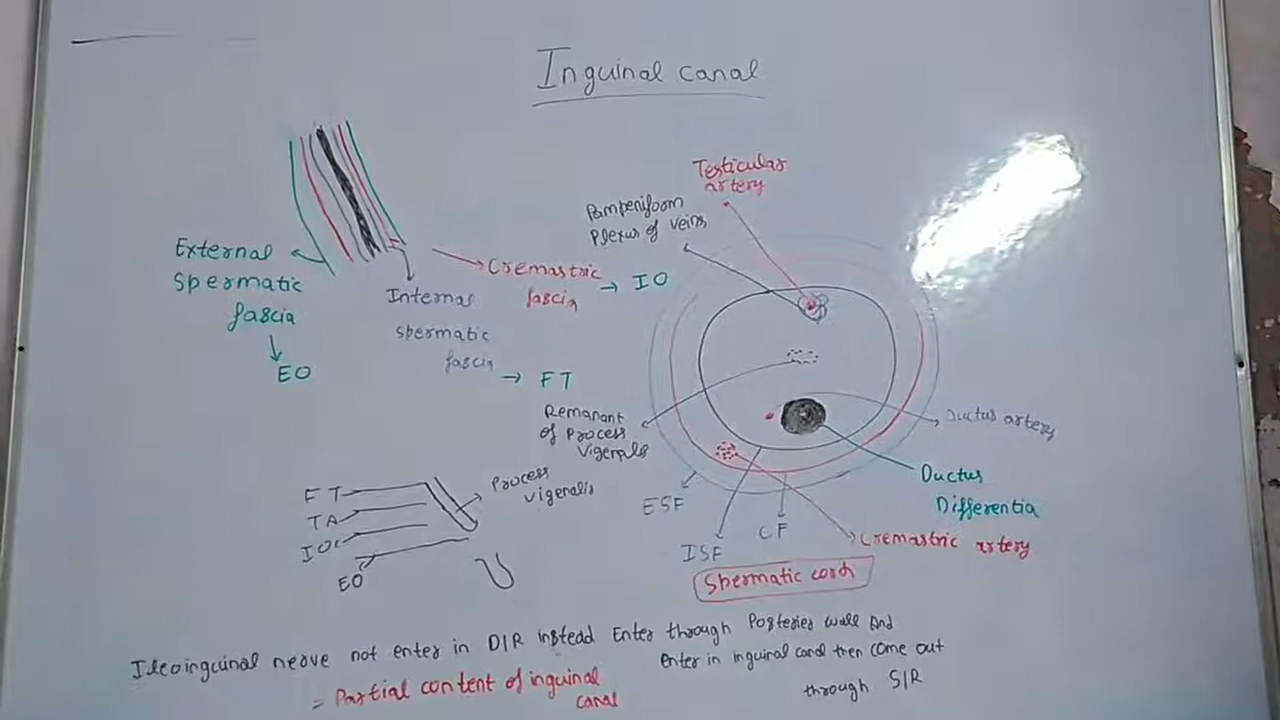 Inguinal canal
External
Spermatic
fascia
EO
Internas
spermatic
fascia → FT
Cremastric
fascia → IO
Testicular
artery
Pampeniform
Plexus of Veins
Remanant
of Process
Vigenalis
Ductus artery
Ductus
Differentia
Cremastric artery
ESF
ISF
CF
Spermatic cord
FT
TA
IO
EO
Process
vigenalis
Ileoinguinal nerve not enter in DIR instead Enter through Posterier wall And
enter in inguinal canal then come out
through SIR
= Partial content of inguinal
canal